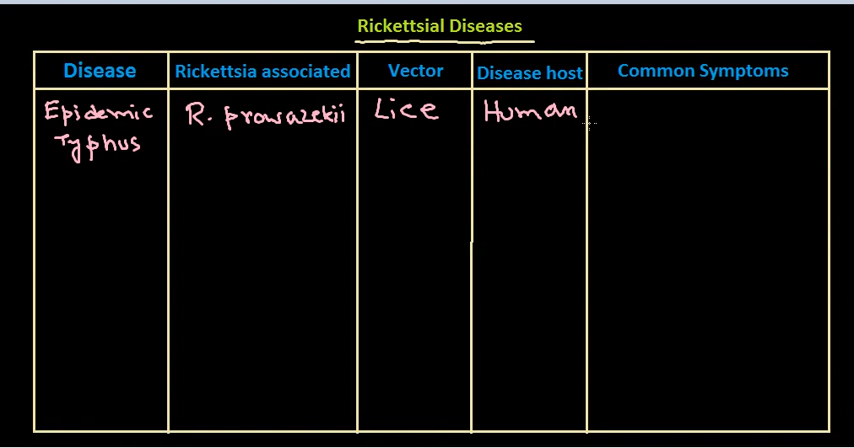 Rickettsial Diseases
Disease Rickettsia associated Vector Disease host Common Symptoms
Epidemic R. prowazekii Lice Human
Typhus